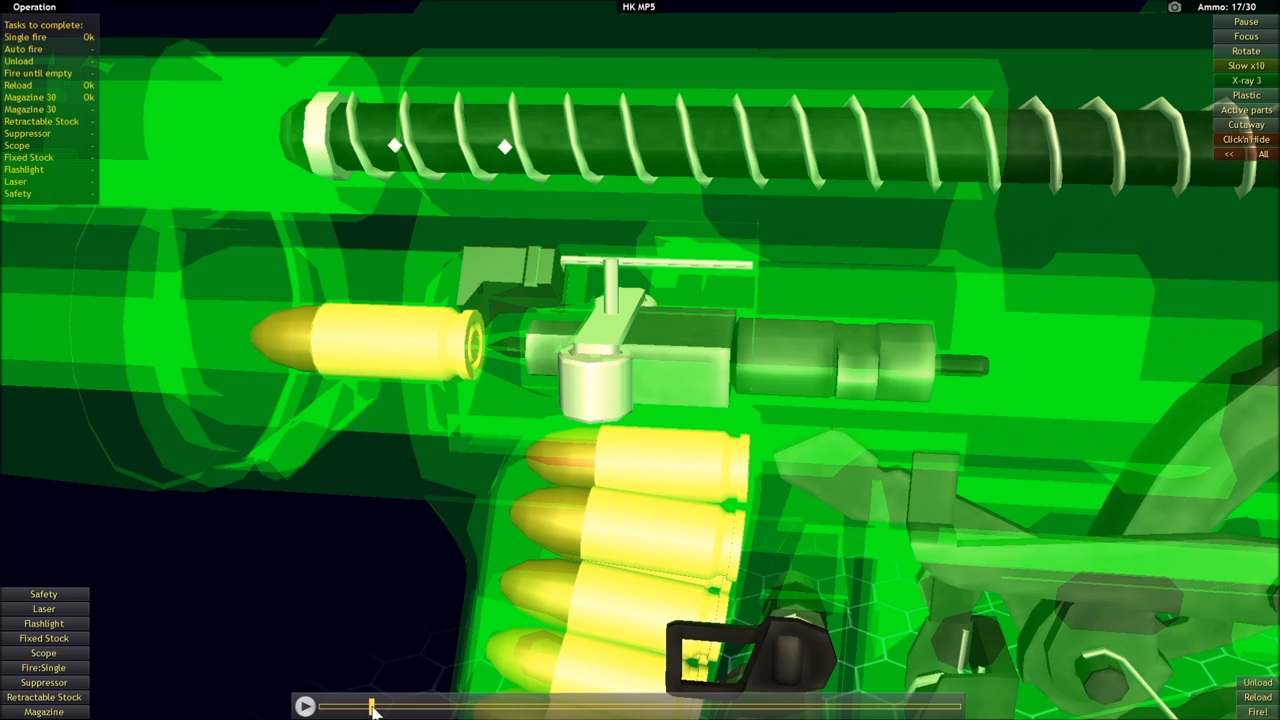 Operation
HK MP5
Ammo: 17/30
Tasks to complete:
Single fire Ok
Auto fire -
Unload -
Fire until empty -
Reload Ok
Magazine 30 Ok
Magazine 30 -
Retractable Stock -
Suppressor -
Scope -
Fixed Stock -
Flashlight -
Laser -
Safety -
Pause
Focus
Rotate
Slow x10
X-ray 3
Plastic
Active parts
Cutaway
Click'n'Hide
<< All
Safety
Laser
Flashlight
Fixed Stock
Scope
Fire:Single
Suppressor
Retractable Stock
Magazine
Unload
Reload
Fire!